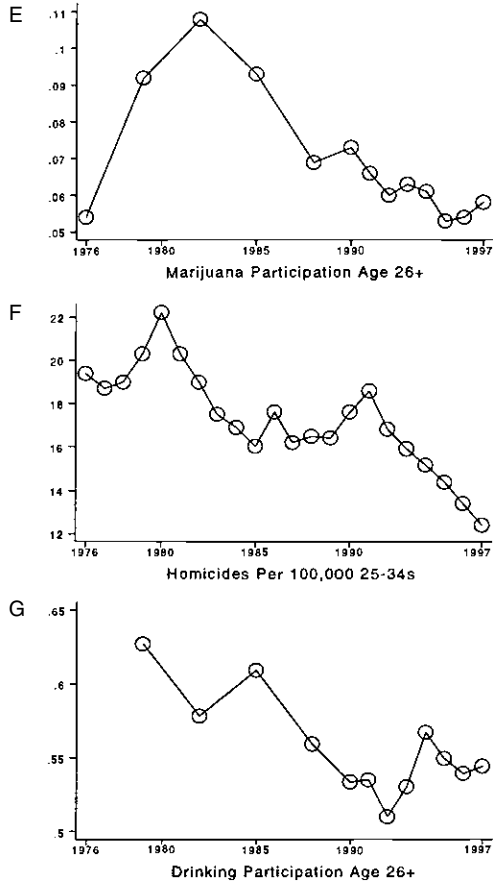 E
.11
.10
.09
.08
.07
.06
.05
1976 1980 1985 1990 1997
Marijuana Participation Age 26+
F
22
20
18
16
14
12
1976 1980 1985 1990 1997
Homicides Per 100,000 25-34s
G
.65
.6
.55
.5
1976 1980 1985 1990 1997
Drinking Participation Age 26+